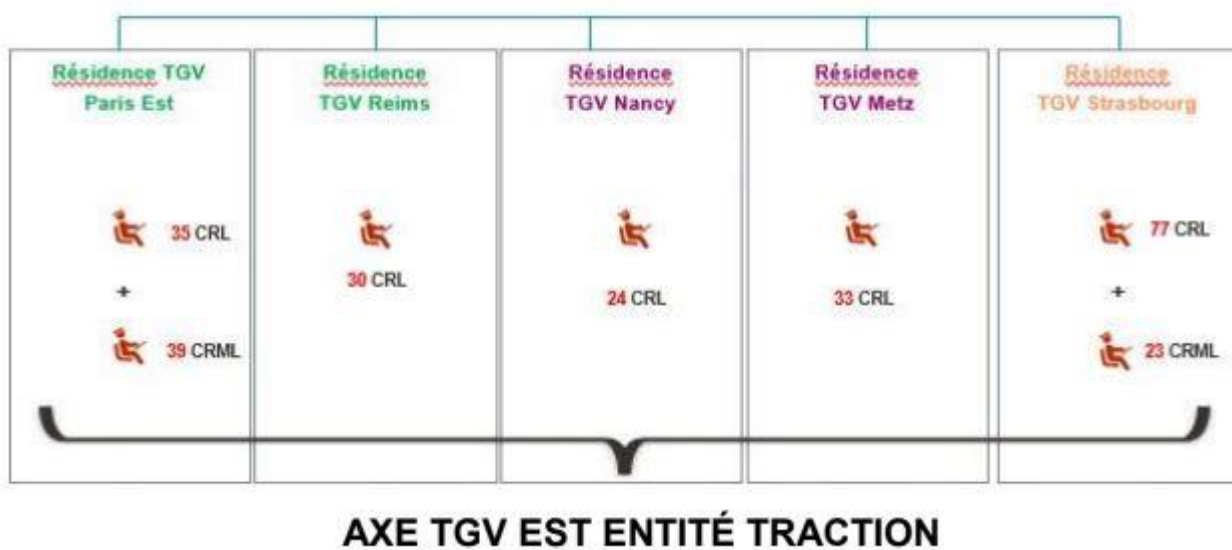 Résidence TGV
Paris Est
35 CRL
+
39 CRML
Résidence
TGV Reims
30 CRL
Résidence
TGV Nancy
24 CRL
Résidence
TGV Metz
33 CRL
Résidence
TGV Strasbourg
77 CRL
+
23 CRML
AXE TGV EST ENTITÉ TRACTION